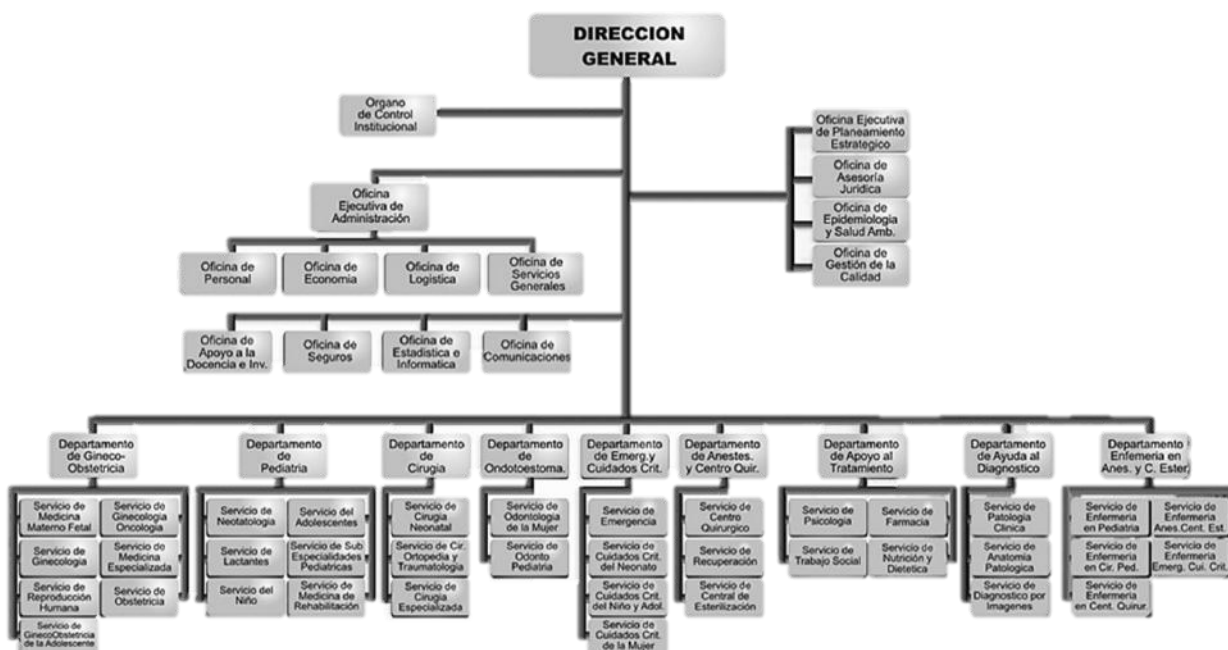 DIRECCION
GENERAL
Organo
de Control
Institucional
Oficina Ejecutiva
de Planeamiento
Estrategico
Oficina de
Asesoría
Juridica
Oficina de
Epidemiologia
y Salud Amb.
Oficina de
Gestión de la
Calidad
Oficina
Ejecutiva de
Administración
Oficina de
Personal
Oficina de
Economia
Oficina de
Logistica
Oficina de
Servicios
Generales
Oficina de
Apoyo a la
Docencia e Inv.
Oficina de
Seguros
Oficina de
Estadistica e
Informatica
Oficina de
Comunicaciones
Departamento
de Gineco-
Obstetricia
Departamento
de
Pediatria
Departamento
de
Cirugia
Departamento
de
Ondotoestoma.
Departamento
de Emerg.y
Cuidados Crit.
Departamento
de Anestes.
y Centro Quir.
Departamento
de Apoyo al
Tratamiento
Departamento
de Ayuda al
Diagnostico
Departamento
Enfemeria en
Anes. y C. Ester.
Servicio de
Medicina
Materno Fetal
Servicio de
Ginecologia
Oncologia
Servicio de
Ginecologia
Servicio de
Medicina
Especializada
Servicio de
Reproducción
Humana
Servicio de
Obstetricia
Servicio de
GinecoObstetricia
de la Adolescente
Servicio de
Neotatologia
Servicio del
Adolescentes
Servicio de
Lactantes
Servicio de Sub
Especialidades
Pediatricas
Servicio del
Niño
Servicio de
Medicina de
Rehabilitación
Servicio de
Cirugia
Neonatal
Servicio de Cir.
Ortopedia y
Traumatologia
Servicio de
Cirugia
Especializada
Servicio de
Odontologia
de la Mujer
Servicio de
Odonto
Pediatria
Servicio de
Emergencia
Servicio de
Cuidados Crit.
del Neonato
Servicio de
Cuidados Crit.
del Niño y Adol.
Servicio de
Cuidados Crit.
de la Mujer
Servicio de
Centro
Quirurgico
Servicio de
Recuperación
Servicio de
Central de
Esterilización
Servicio de
Psicologia
Servicio de
Farmacia
Servicio de
Trabajo Social
Servicio de
Nutrición y
Dietetica
Servicio de
Patologia
Clinica
Servicio de
Anatomia
Patologica
Servicio de
Diagnostico por
Imagenes
Servicio de
Enfermeria
en Pediatria
Servicio de
Enfermeria
Anes.Cent. Est.
Servicio de
Enfermeria
en Cir. Ped.
Servicio de
Enfermeria
Emerg. Cui. Crit.
Servicio de
Enfermeria
en Cent. Quirur.